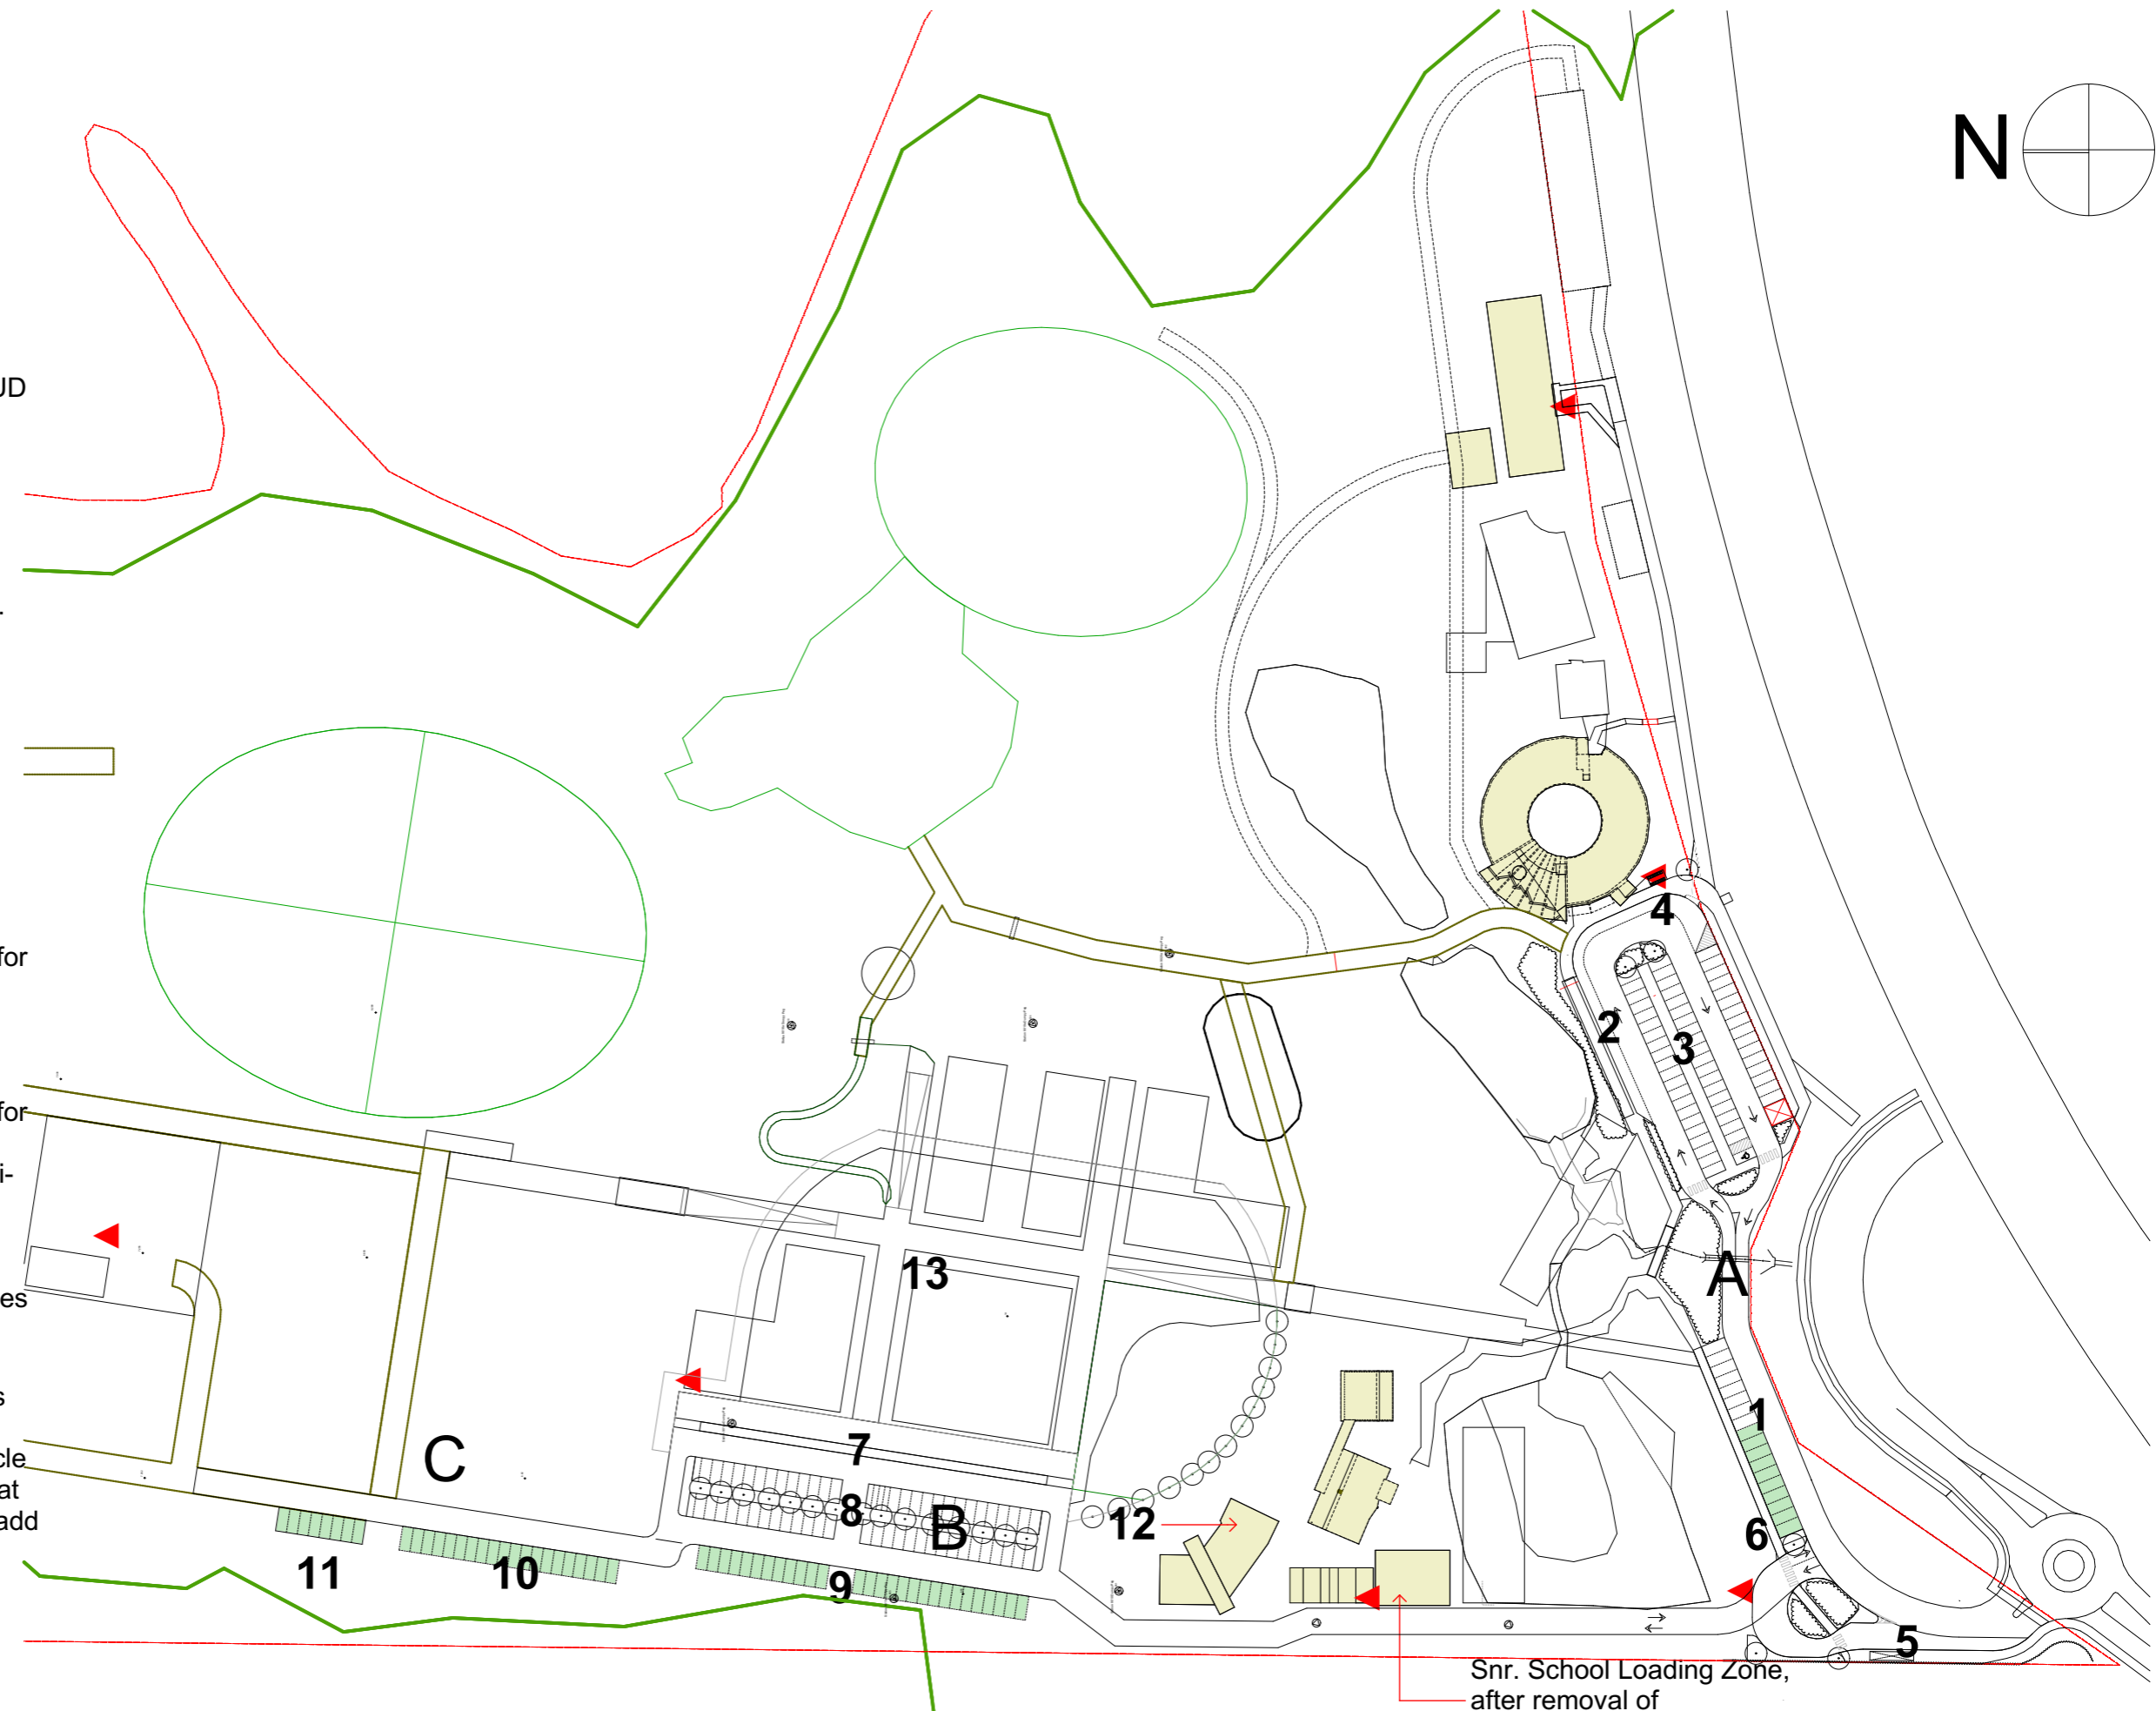 N
UD
for
4
2
3
for
i-
A
13
es
1
s
7
C
cle
8
at
B
12
add
6
11
10
9
5
Snr. School Loading Zone,
after removal of